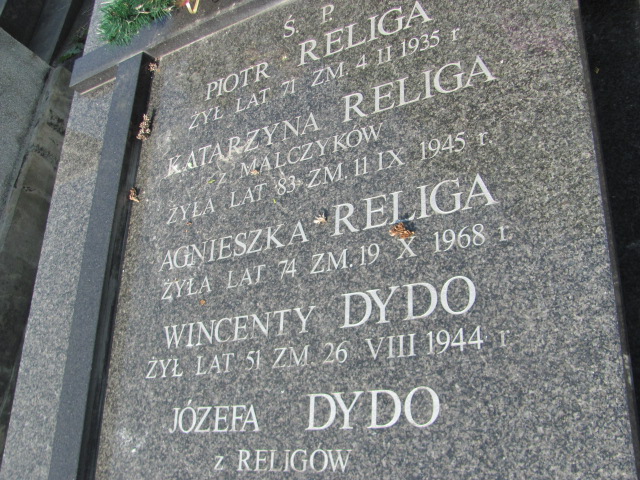 Ś. P.
PIOTR RELIGA
ŻYŁ LAT 71 ZM. 4 II 1935 r.
KATARZYNA RELIGA
z MALCZYKÓW
ŻYŁA LAT 83 ZM. 11 IX 1945 r.
AGNIESZKA RELIGA
ŻYŁA LAT 74 ZM. 19 X 1968 r.
WINCENTY DYDO
ŻYŁ LAT 51 ZM 26 VIII 1944 r
JÓZEFA DYDO
z RELIGÓW